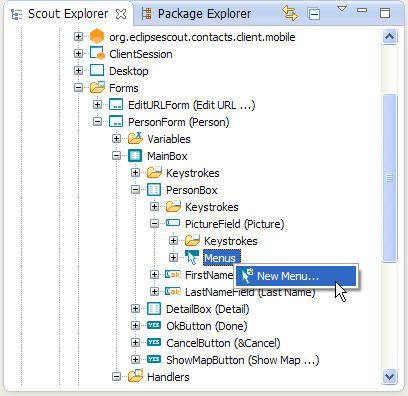 Scout Explorer Package Explorer
org.eclipsescout.contacts.client.mobile
ClientSession
Desktop
Forms
EditURLForm (Edit URL ...)
PersonForm (Person)
Variables
MainBox
Keystrokes
PersonBox
Keystrokes
PictureField (Picture)
Keystrokes
Menus
FirstName
New Menu...
LastNameField (Last Name)
DetailBox (Detail)
OkButton (Done)
CancelButton (&Cancel)
ShowMapButton (Show Map ...)
Handlers